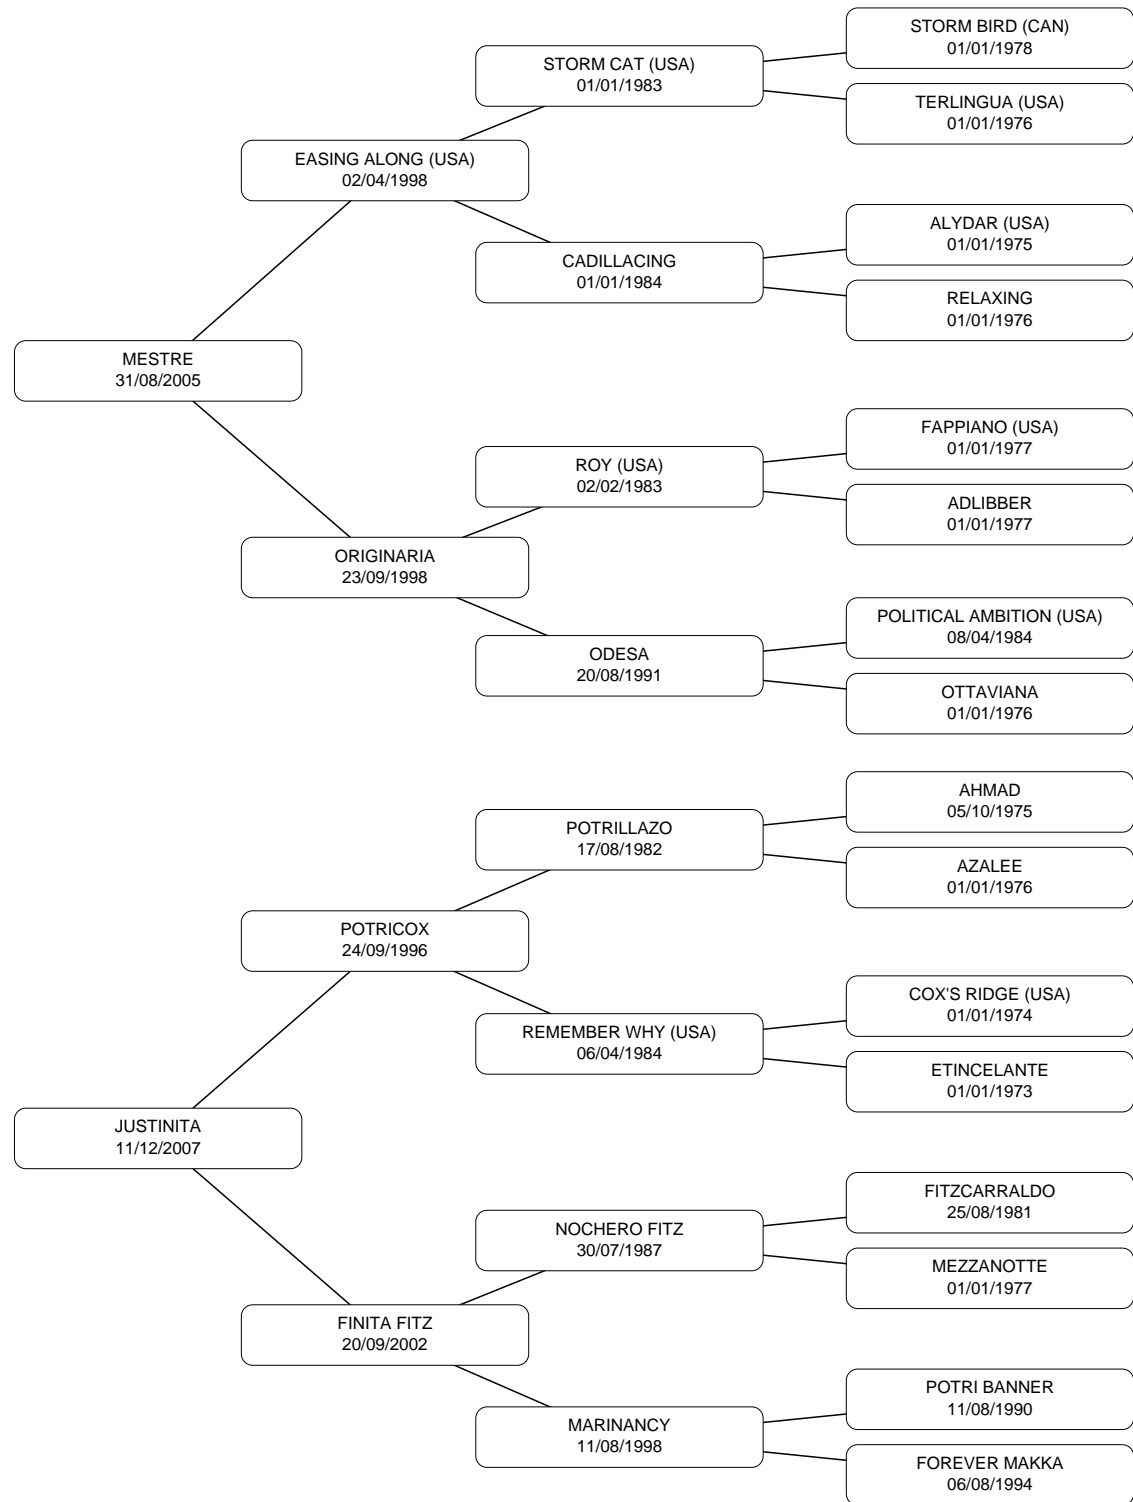 STORM BIRD (CAN)
01/01/1978
STORM CAT (USA)
01/01/1983
TERLINGUA (USA)
01/01/1976
EASING ALONG (USA)
02/04/1998
ALYDAR (USA)
01/01/1975
CADILLACING
01/01/1984
RELAXING
01/01/1976
MESTRE
31/08/2005
FAPPIANO (USA)
01/01/1977
ROY (USA)
02/02/1983
ADLIBBER
01/01/1977
ORIGINARIA
23/09/1998
POLITICAL AMBITION (USA)
08/04/1984
ODESA
20/08/1991
OTTAVIANA
01/01/1976
AHMAD
05/10/1975
POTRILLAZO
17/08/1982
AZALEE
01/01/1976
POTRICOX
24/09/1996
COX'S RIDGE (USA)
01/01/1974
REMEMBER WHY (USA)
06/04/1984
ETINCELANTE
01/01/1973
JUSTINITA
11/12/2007
FITZCARRALDO
25/08/1981
NOCHERO FITZ
30/07/1987
MEZZANOTTE
01/01/1977
FINITA FITZ
20/09/2002
POTRI BANNER
11/08/1990
MARINANCY
11/08/1998
FOREVER MAKKA
06/08/1994